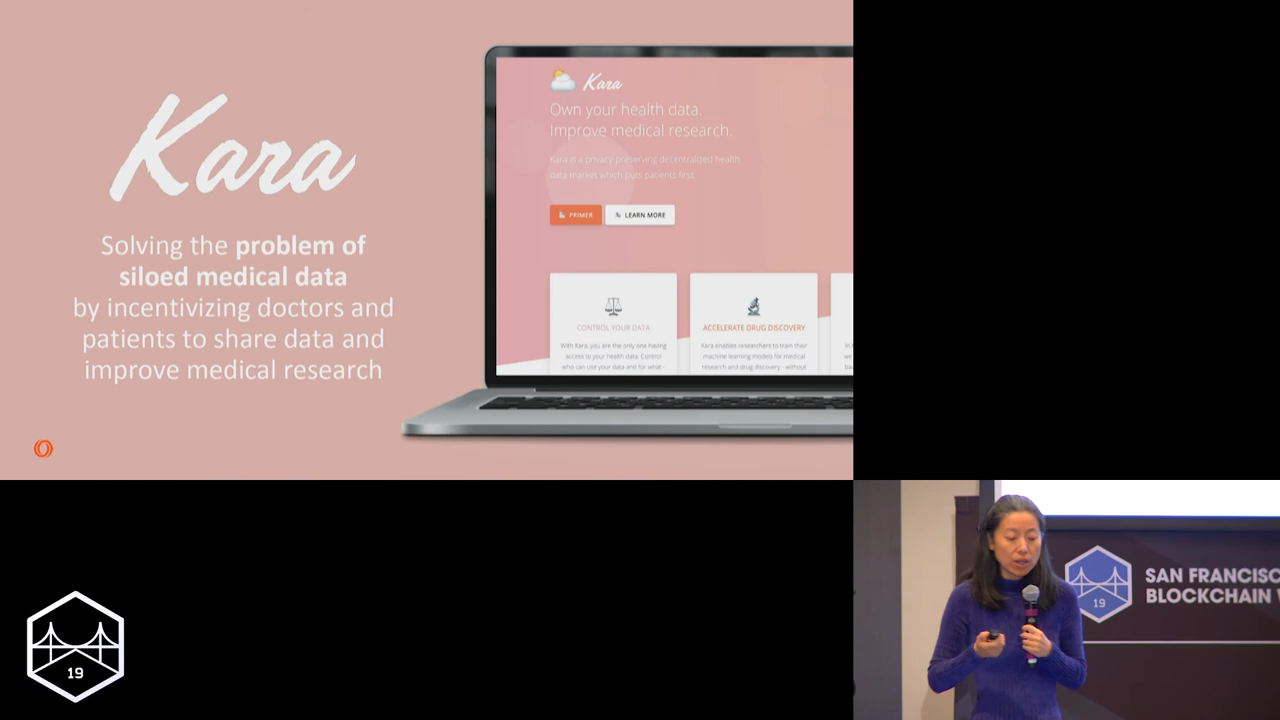 Kara
Solving the problem of
siloed medical data
by incentivizing doctors and
patients to share data and
improve medical research
Kara
Own your health data.
Improve medical research.
Kara is a privacy preserving decentralized health
data market which puts patients first.
PRIMER
LEARN MORE
CONTROL YOUR DATA
With Kara, you are the only one having
access to your health data. Control
who can use your data and for what -
ACCELERATE DRUG DISCOVERY
Kara enables researchers to train their
machine learning models for medical
research and drug discovery - without
19
19
SAN FRANCISC
BLOCKCHAIN W